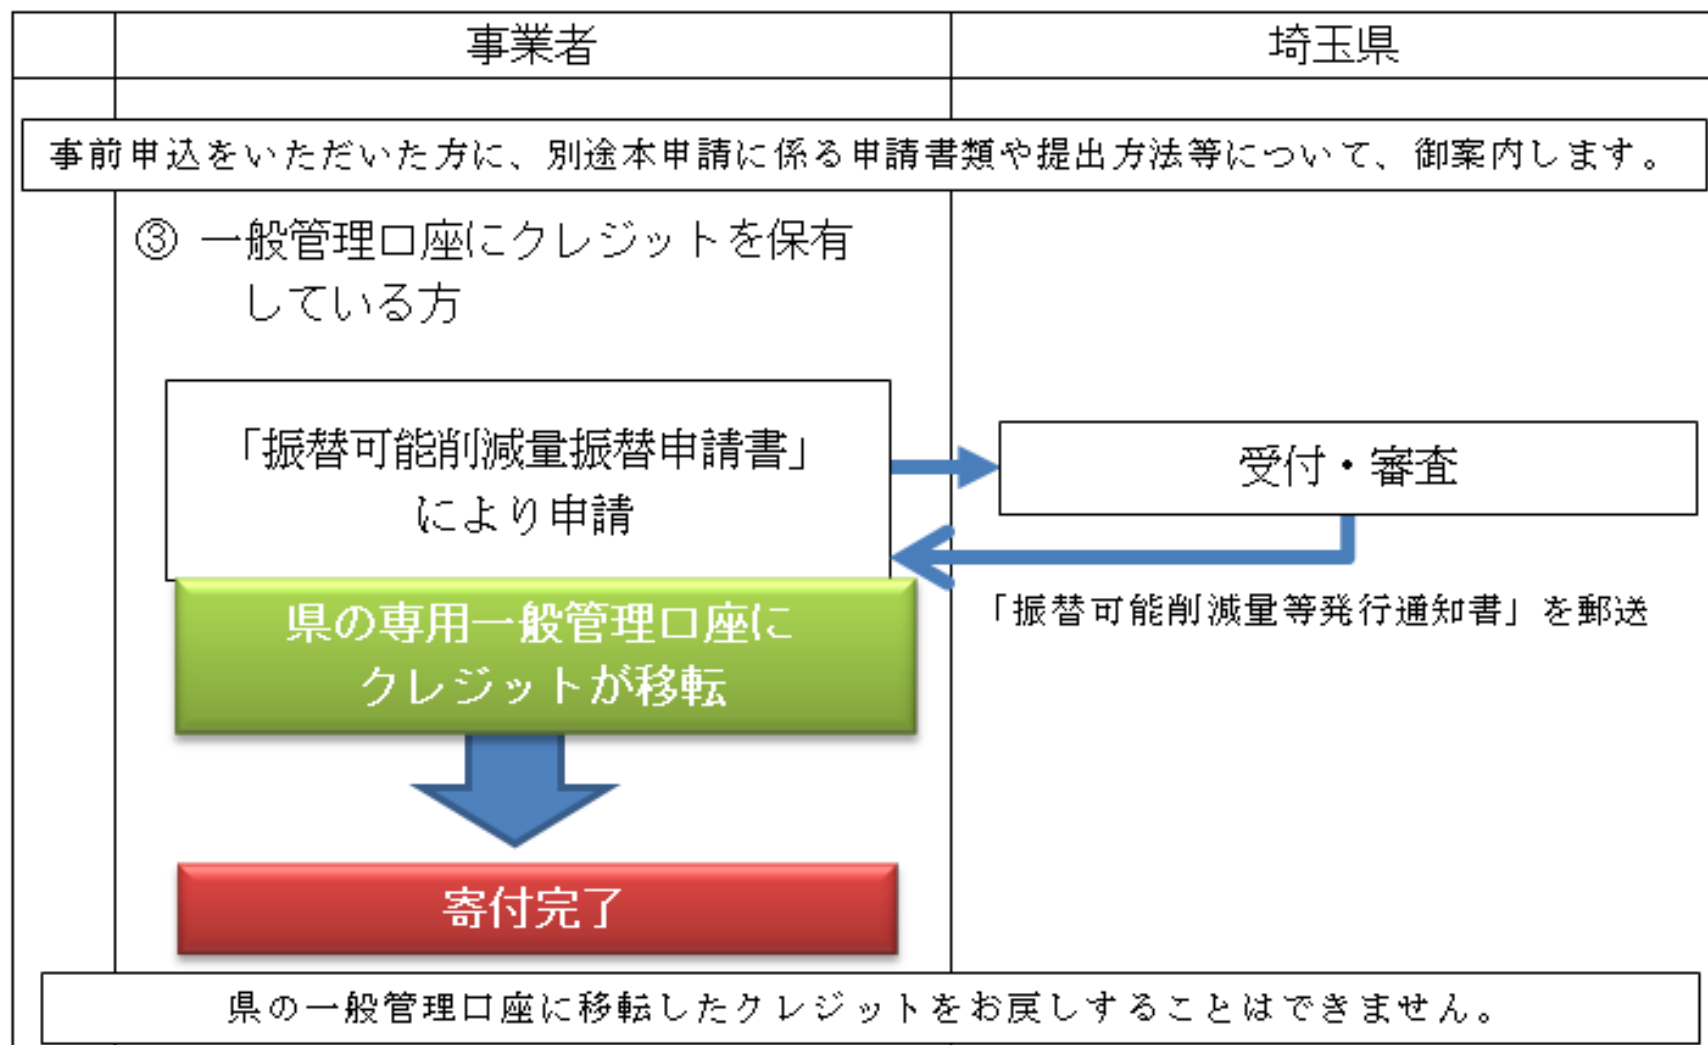 事業者
埼玉県
事前申込をいただいた方に、別途本申請に係る申請書類や提出方法等について、御案内します。
③ 一般管理口座にクレジットを保有
している方
「振替可能削減量振替申請書」
により申請
受付・審査
「振替可能削減量等発行通知書」を郵送
県の専用一般管理口座に
クレジットが移転
寄付完了
県の一般管理口座に移転したクレジットをお戻しすることはできません。